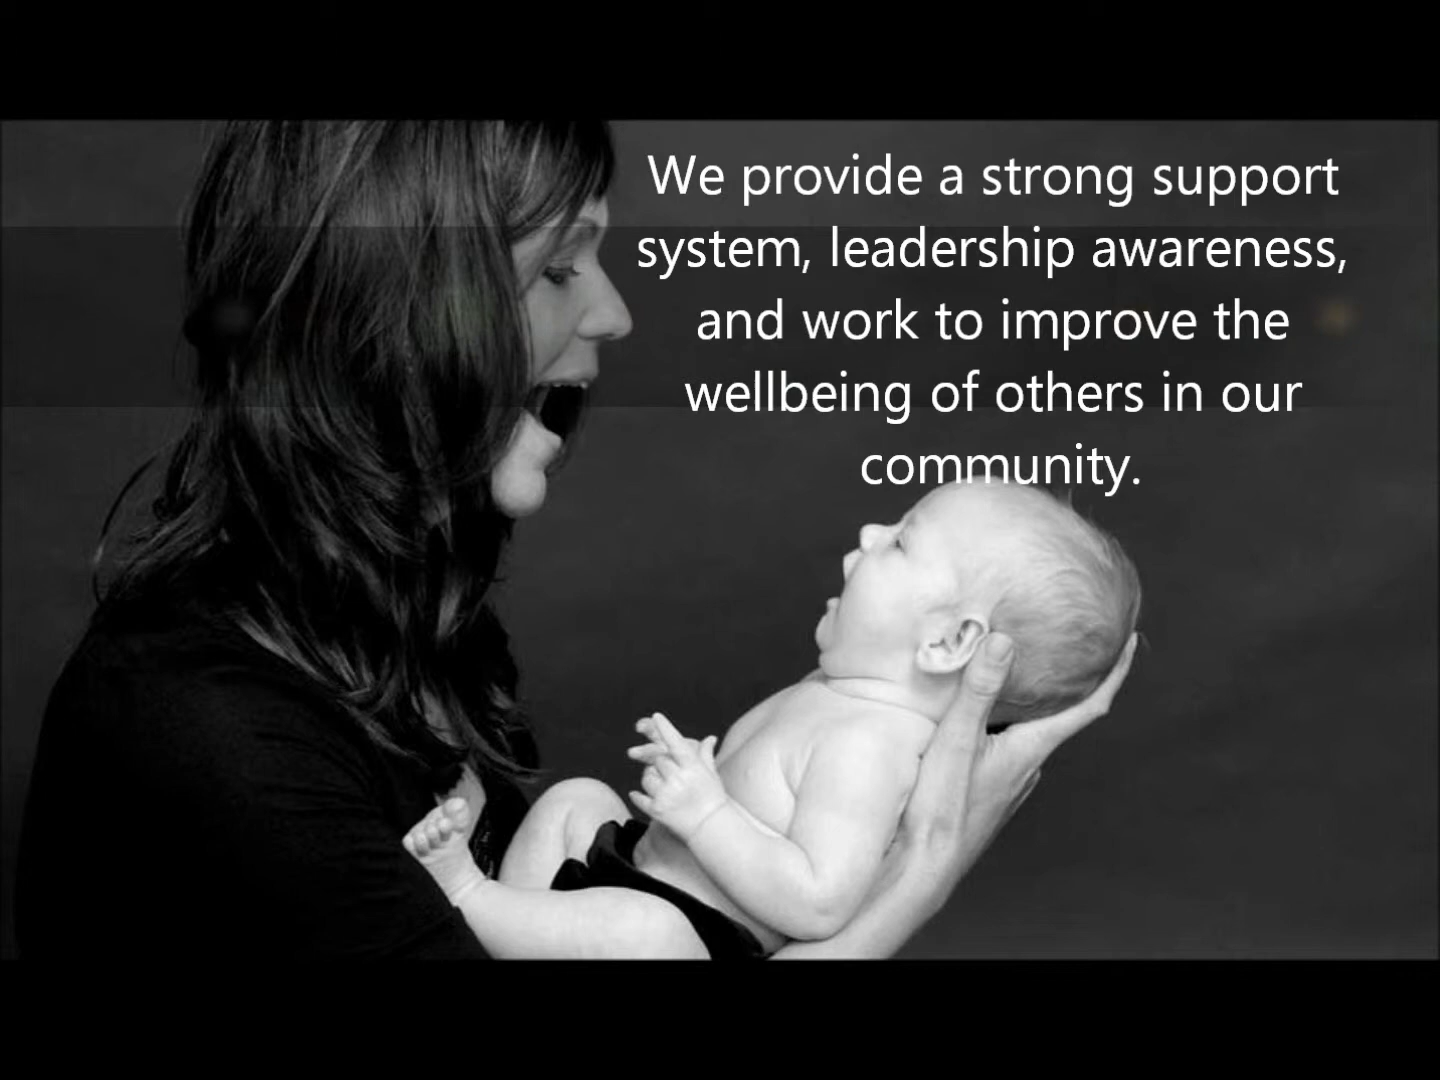 We provide a strong support
system, leadership awareness,
and work to improve the
wellbeing of others in our
community.